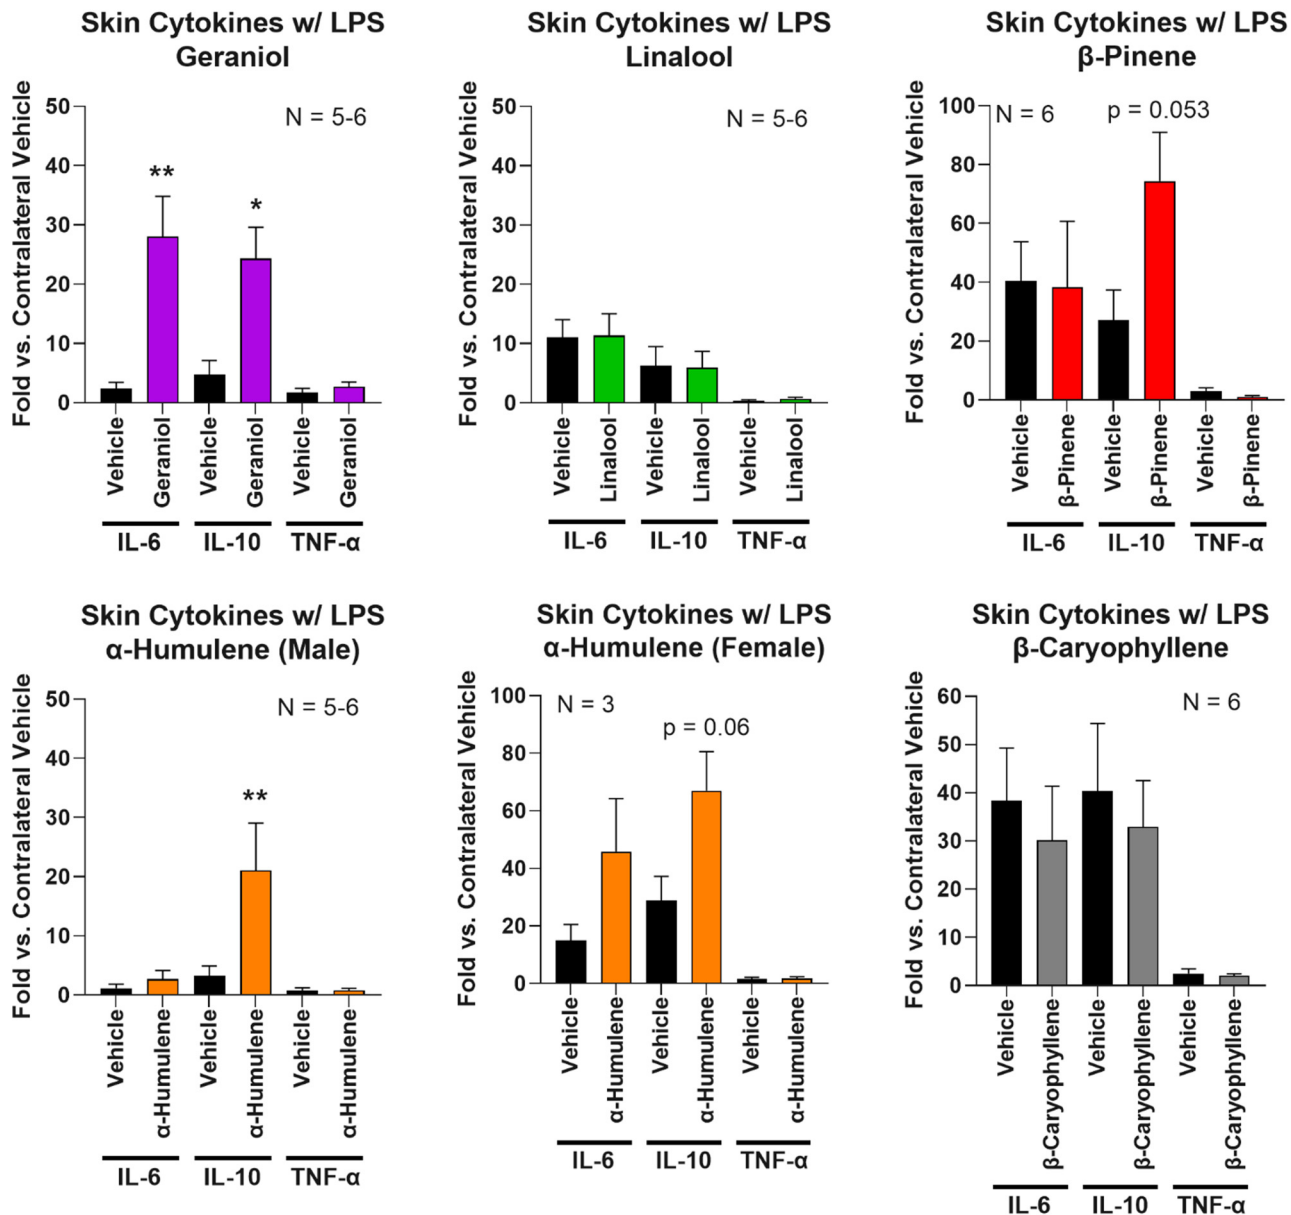 Skin Cytokines w/ LPS
Geraniol
Fold vs. Contralateral Vehicle
50
40
30
20
10
0
N = 5-6
**
*
Vehicle
Geraniol
Vehicle
Geraniol
Vehicle
Geraniol
IL-6
IL-10
TNF-α
Skin Cytokines w/ LPS
Linalool
Fold vs. Contralateral Vehicle
50
40
30
20
10
0
N = 5-6
Vehicle
Linalool
Vehicle
Linalool
Vehicle
Linalool
IL-6
IL-10
TNF-α
Skin Cytokines w/ LPS
β-Pinene
Fold vs. Contralateral Vehicle
100
80
60
40
20
0
N = 6
p = 0.053
Vehicle
β-Pinene
Vehicle
β-Pinene
Vehicle
β-Pinene
IL-6
IL-10
TNF-α
Skin Cytokines w/ LPS
α-Humulene (Male)
Fold vs. Contralateral Vehicle
50
40
30
20
10
0
N = 5-6
**
Vehicle
α-Humulene
Vehicle
α-Humulene
Vehicle
α-Humulene
IL-6
IL-10
TNF-α
Skin Cytokines w/ LPS
α-Humulene (Female)
Fold vs. Contralateral Vehicle
100
80
60
40
20
0
N = 3
p = 0.06
Vehicle
α-Humulene
Vehicle
α-Humulene
Vehicle
α-Humulene
IL-6
IL-10
TNF-α
Skin Cytokines w/ LPS
β-Caryophyllene
Fold vs. Contralateral Vehicle
60
50
40
30
20
10
0
N = 6
Vehicle
β-Caryophyllene
Vehicle
β-Caryophyllene
Vehicle
β-Caryophyllene
IL-6
IL-10
TNF-α